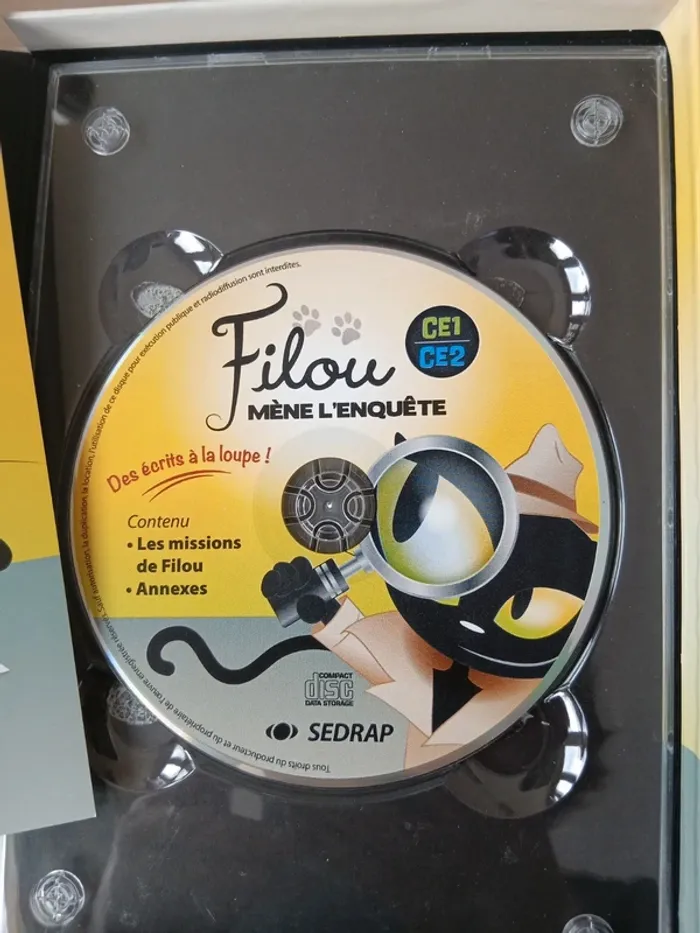 Filou
MÈNE L'ENQUÊTE
CE1
CE2
Des écrits à la loupe !
Contenu
• Les missions
de Filou
• Annexes
COMPACT
disc
DATA STORAGE
SEDRAP
Tous droits du producteur et du propriétaire de l'œuvre enregistrée réservés. Sauf autorisation, la duplication, la location, l'utilisation de ce disque pour exécution publique et radiodiffusion sont interdites.